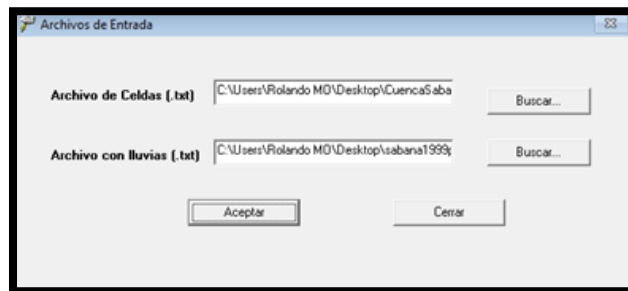 Archivos de Entrada
Archivo de Celdas (.txt) C:\Users\Rolando MO\Desktop\CuencaSaba Buscar...
Archivo con lluvias (.txt) C:\Users\Rolando MO\Desktop\sabana1999p Buscar...
Aceptar Cerrar